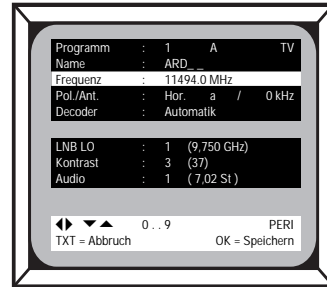 Programm : 1 A TV
Name : ARD_ _
Frequenz : 11494.0 MHz
Pol./Ant. : Hor. a / 0 kHz
Decoder : Automatik
LNB LO : 1 (9,750 GHz)
Kontrast : 3 (37)
Audio : 1 ( 7,02 St )
◀▶ ▼▲ 0 . . 9 PERI
TXT = Abbruch OK = Speichern